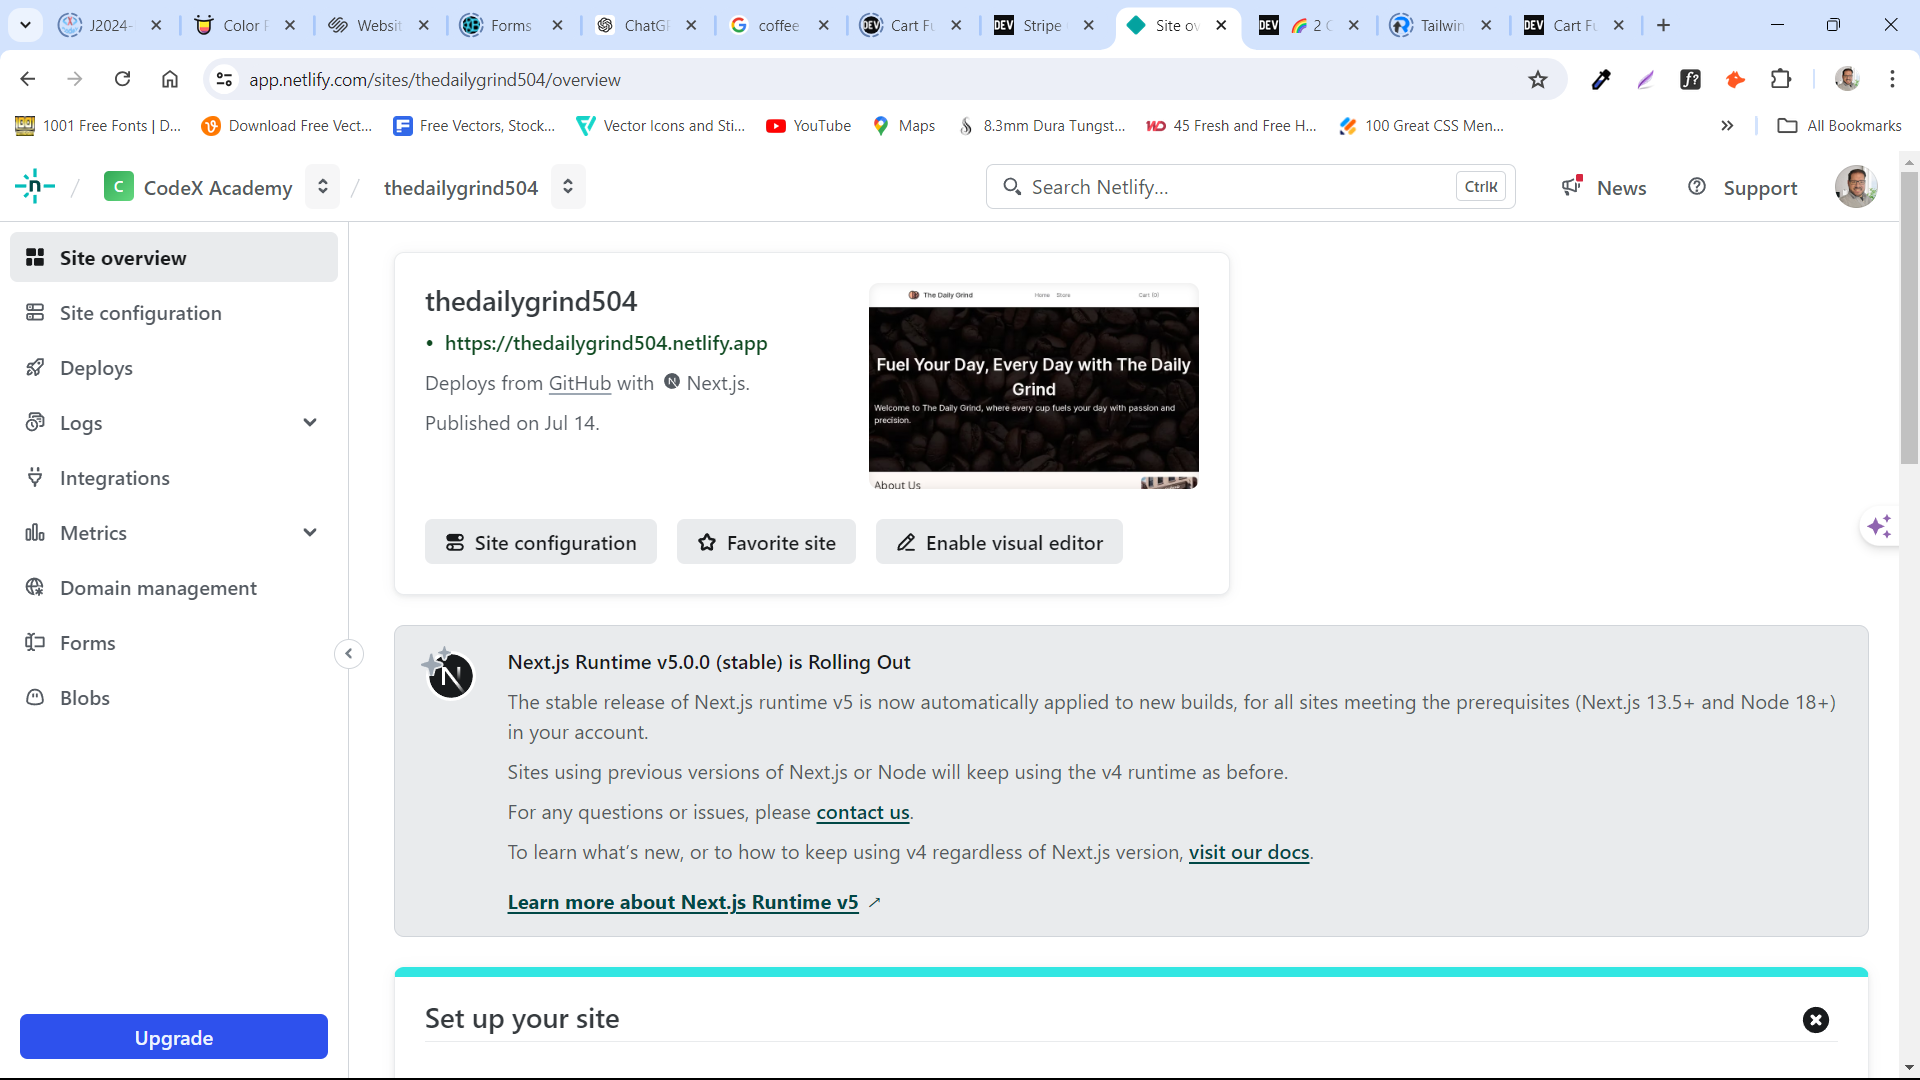 J2024-
Color P
Websit
Forms
ChatGP
coffee
Cart Fu
DEV
Stripe
Site ov
DEV
2 C
Tailwin
DEV
Cart Fu
app.netlify.com/sites/thedailygrind504/overview
1001 Free Fonts | D...
Download Free Vect...
Free Vectors, Stock...
Vector Icons and Sti...
YouTube
Maps
8.3mm Dura Tungst...
45 Fresh and Free H...
100 Great CSS Men...
All Bookmarks
C
CodeX Academy
/
thedailygrind504
Search Netlify...
CtrlK
News
Support
Site overview
Site configuration
Deploys
Logs
Integrations
Metrics
Domain management
Forms
Blobs
Upgrade
thedailygrind504
• https://thedailygrind504.netlify.app
Deploys from GitHub with Next.js.
Published on Jul 14.
The Daily Grind
Home Store
Cart (0)
Fuel Your Day, Every Day with The Daily
Grind
Welcome to The Daily Grind, where every cup fuels your day with passion and
precision.
About Us
Site configuration
Favorite site
Enable visual editor
Next.js Runtime v5.0.0 (stable) is Rolling Out
The stable release of Next.js runtime v5 is now automatically applied to new builds, for all sites meeting the prerequisites (Next.js 13.5+ and Node 18+)
in your account.
Sites using previous versions of Next.js or Node will keep using the v4 runtime as before.
For any questions or issues, please contact us.
To learn what's new, or to how to keep using v4 regardless of Next.js version, visit our docs.
Learn more about Next.js Runtime v5
Set up your site